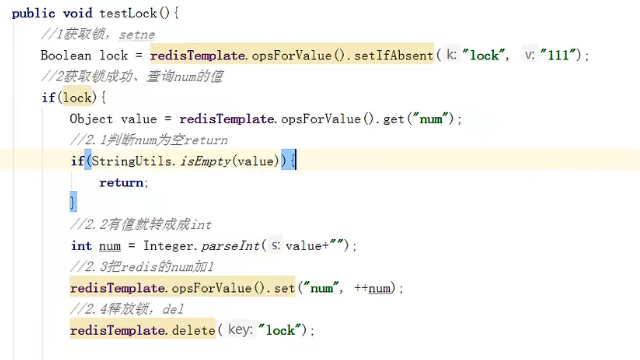 public void testLock(){
//1获取锁，setne
Boolean lock = redisTemplate.opsForValue().setIfAbsent( k: "lock", v: "111");
//2获取锁成功、查询num的值
if(lock){
Object value = redisTemplate.opsForValue().get("num");
//2.1判断num为空return
if(StringUtils.isEmpty(value)){
return;
}
//2.2有值就转成成int
int num = Integer.parseInt( s: value+"");
//2.3把redis的num加1
redisTemplate.opsForValue().set("num", ++num);
//2.4释放锁，del
redisTemplate.delete( key: "lock");